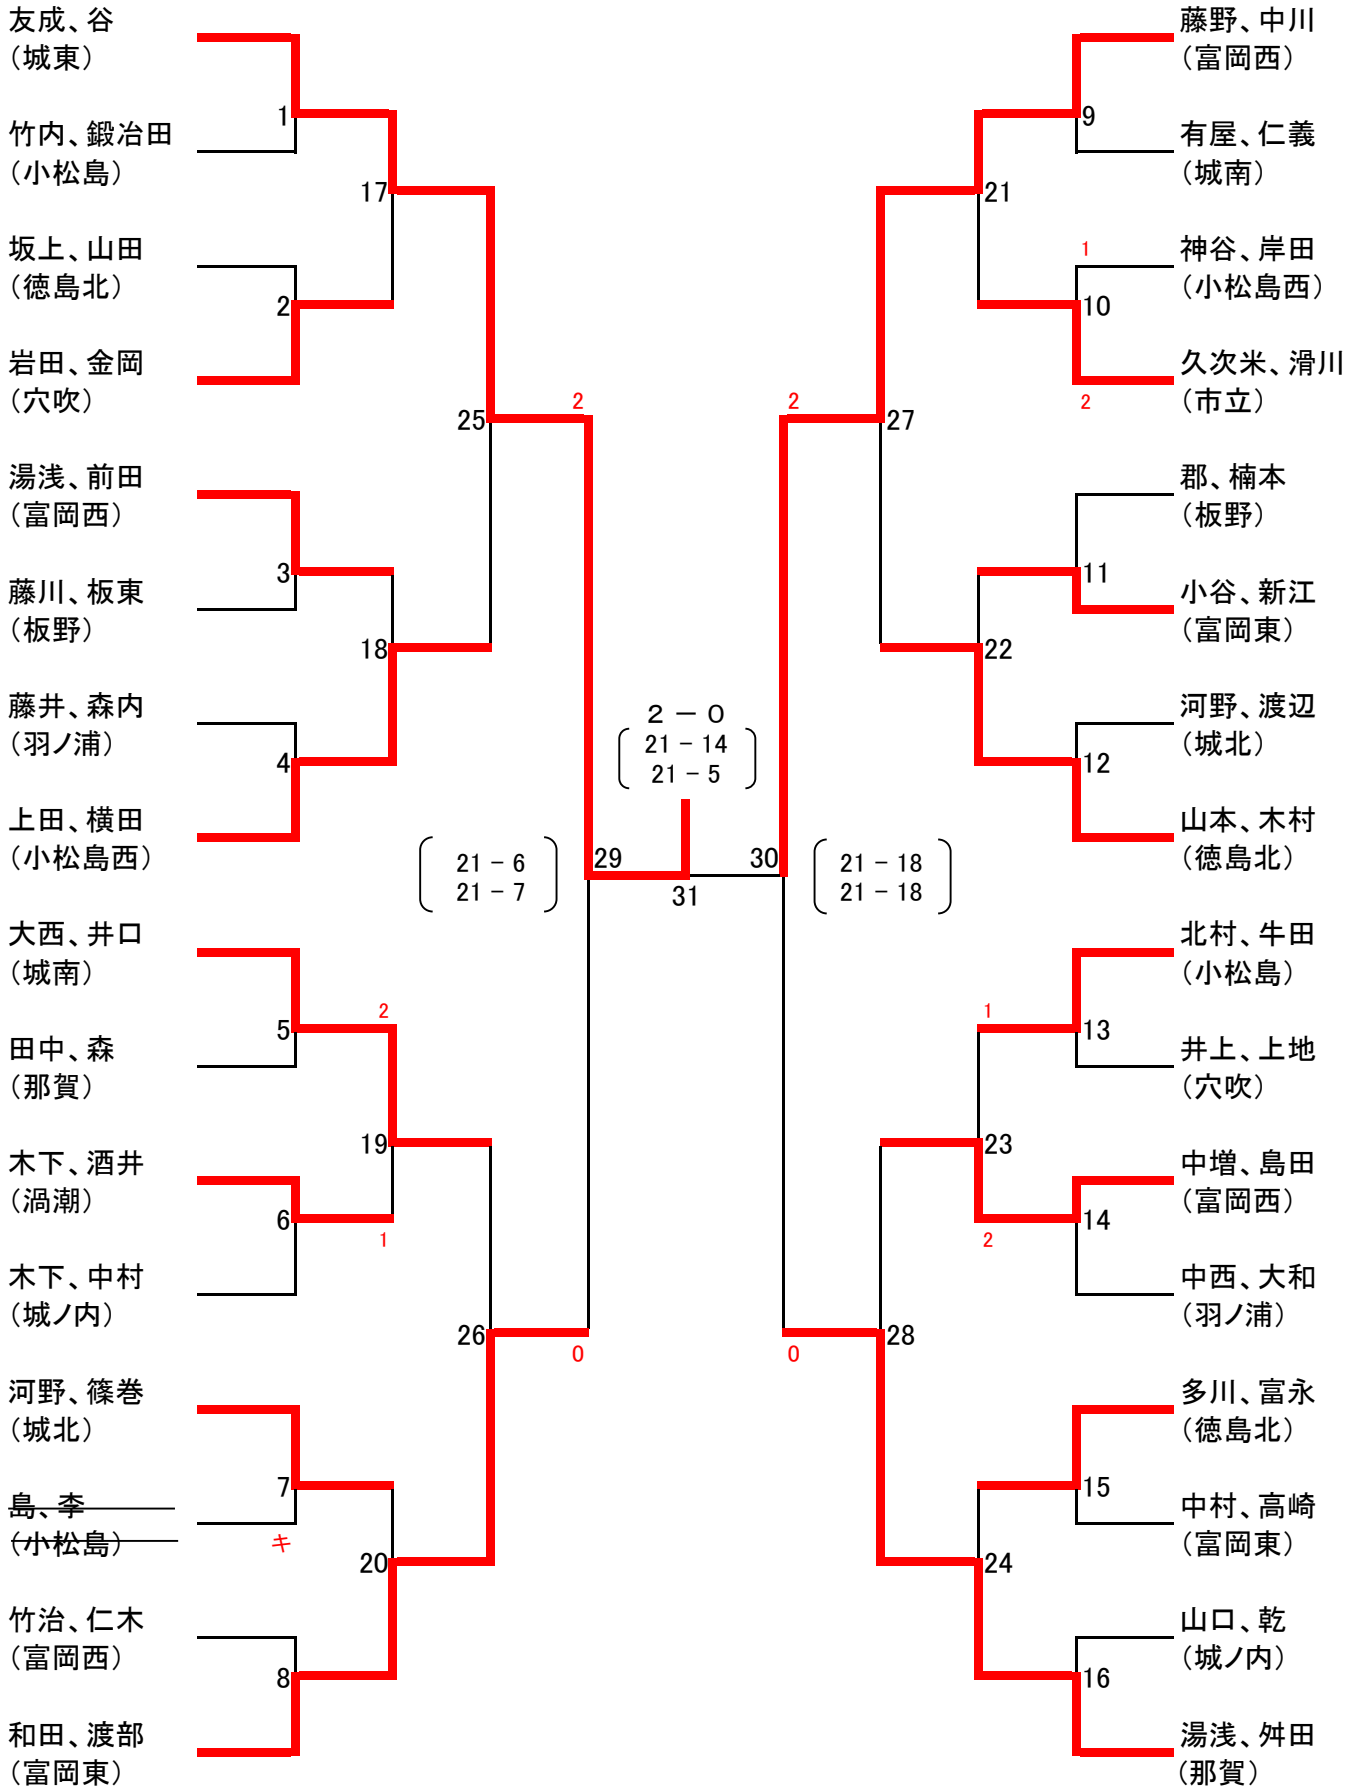 友成、谷
（城東）
1
竹内、鍛冶田
（小松島）
17
坂上、山田
（徳島北）
2
岩田、金岡
（穴吹）
25
2
湯浅、前田
（富岡西）
3
藤川、板東
（板野）
18
藤井、森内
（羽ノ浦）
4
上田、横田
（小松島西）
21 － 6
21 － 7
29
大西、井口
（城南）
5
2
田中、森
（那賀）
19
木下、酒井
（渦潮）
6
1
木下、中村
（城ノ内）
26
0
河野、篠巻
（城北）
7
島、李
（小松島）
キ
20
竹治、仁木
（富岡西）
8
和田、渡部
（富岡東）
2 － 0
21 － 14
21 － 5
31
藤野、中川
（富岡西）
9
有屋、仁義
（城南）
21
1
神谷、岸田
（小松島西）
10
久次米、滑川
（市立）
2
2
27
郡、楠本
（板野）
11
小谷、新江
（富岡東）
22
河野、渡辺
（城北）
12
山本、木村
（徳島北）
30
21 － 18
21 － 18
北村、牛田
（小松島）
1
13
井上、上地
（穴吹）
23
中増、島田
（富岡西）
14
2
中西、大和
（羽ノ浦）
28
0
多川、富永
（徳島北）
15
中村、高崎
（富岡東）
24
山口、乾
（城ノ内）
16
湯浅、舛田
（那賀）